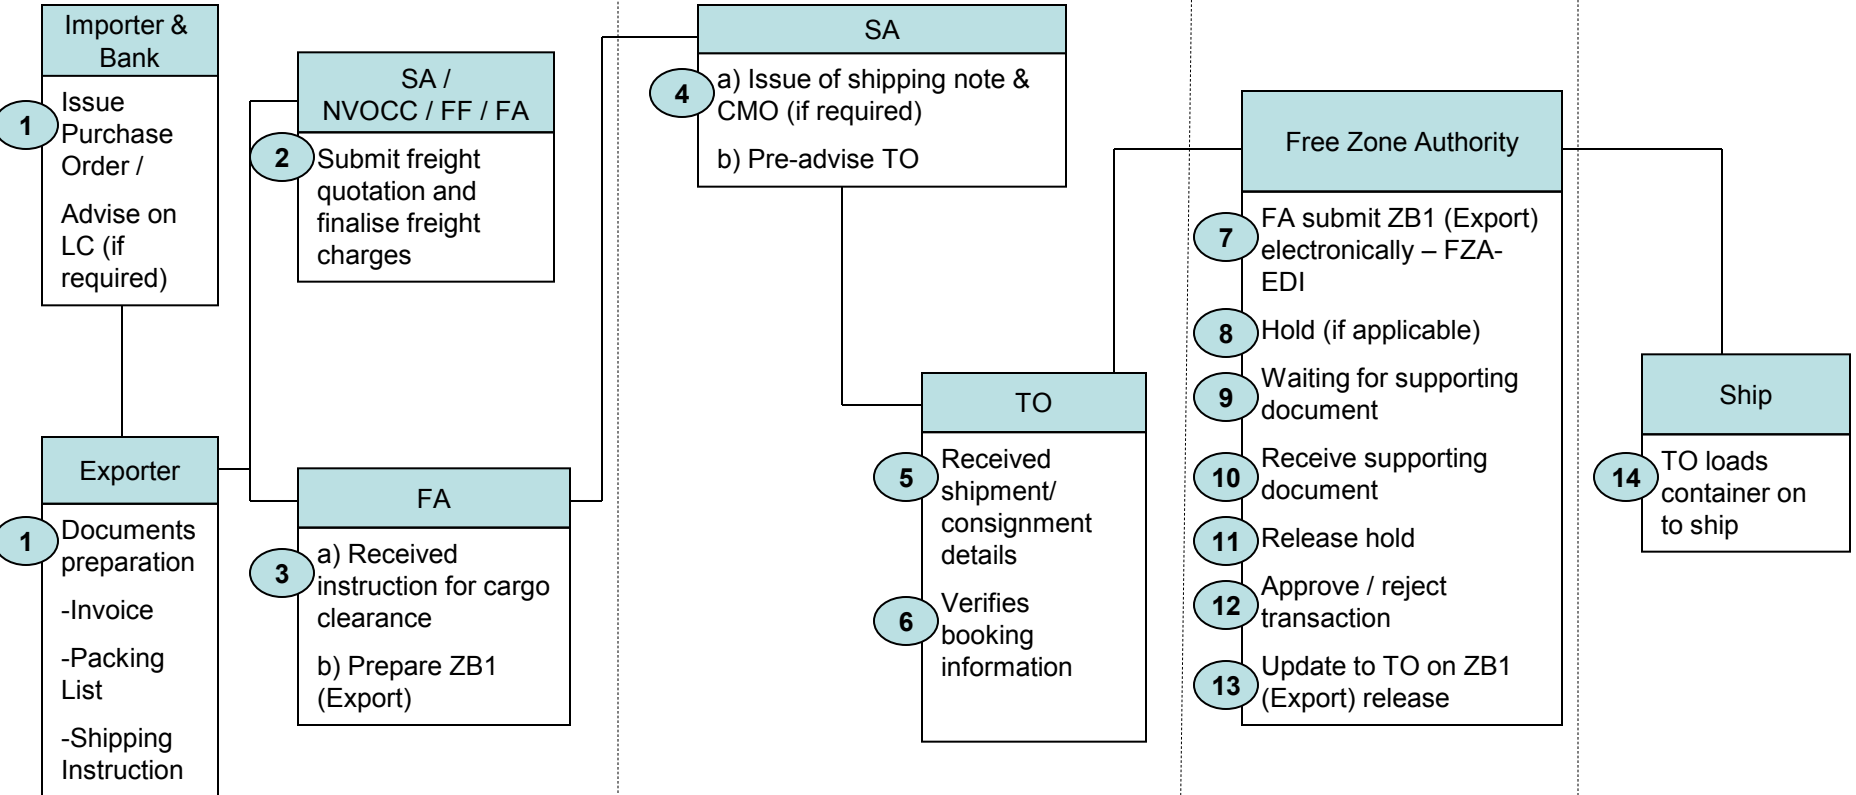 Importer &
Bank
1
Issue
Purchase
Order /
Advise on
LC (if
required)
Exporter
1
Documents
preparation
-Invoice
-Packing
List
-Shipping
Instruction
SA /
NVOCC / FF / FA
2
Submit freight
quotation and
finalise freight
charges
FA
3
a) Received
instruction for cargo
clearance
b) Prepare ZB1
(Export)
SA
4
a) Issue of shipping note &
CMO (if required)
b) Pre-advise TO
TO
5
Received
shipment/
consignment
details
6
Verifies
booking
information
Free Zone Authority
7
FA submit ZB1 (Export)
electronically – FZA-
EDI
8
Hold (if applicable)
9
Waiting for supporting
document
10
Receive supporting
document
11
Release hold
12
Approve / reject
transaction
13
Update to TO on ZB1
(Export) release
Ship
14
TO loads
container on
to ship